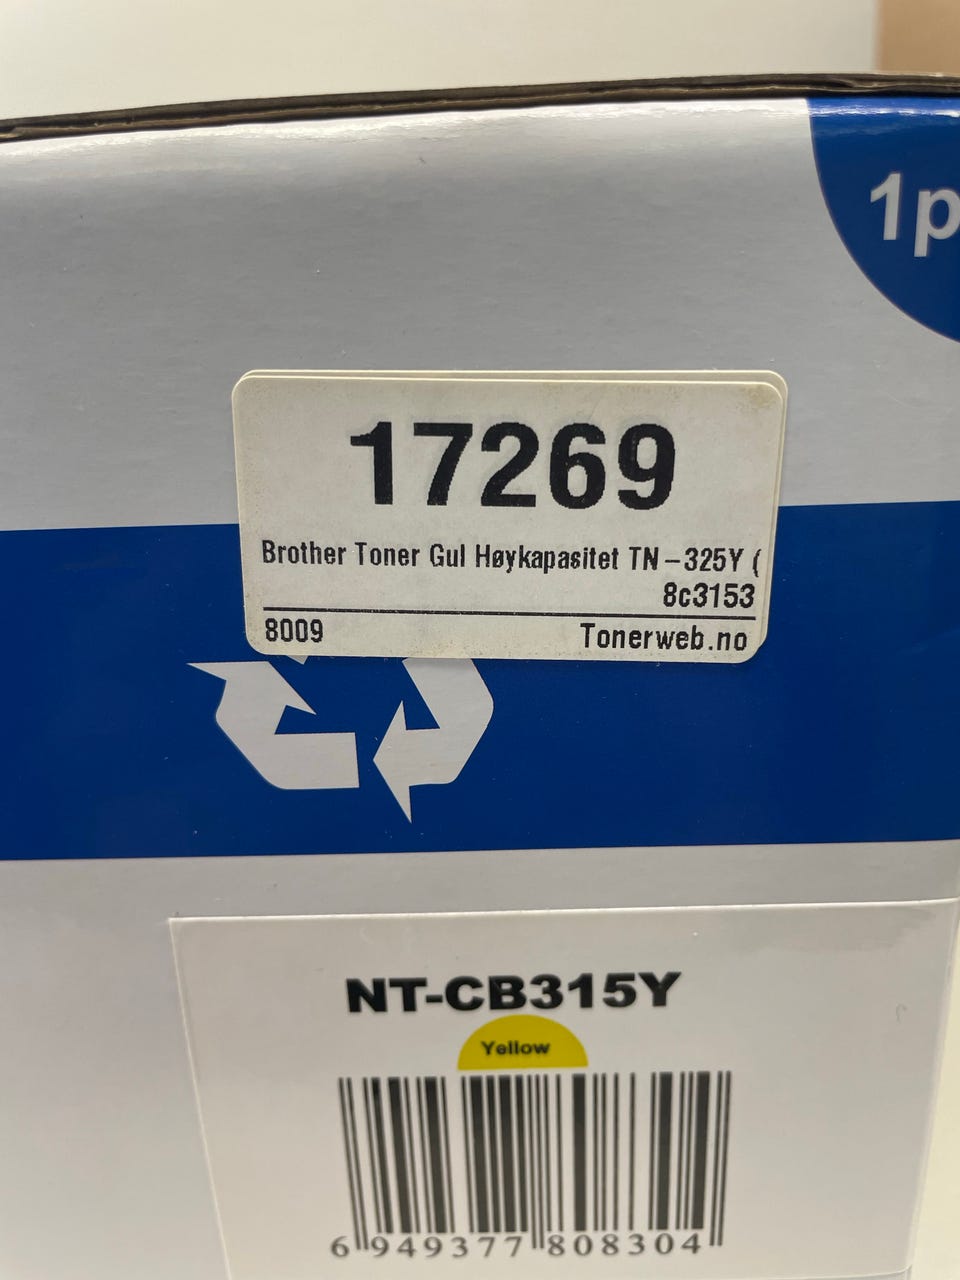 1p
17269
Brother Toner Gul Høykapasitet TN-325Y (
8c3153
8009 Tonerweb.no
NT-CB315Y
Yellow
6 949377 808304